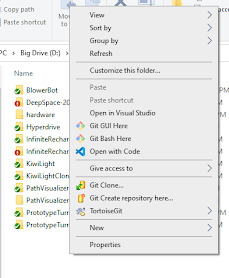 Copy path
Paste shortcut
PC
Big Drive (D:)
Name
BlowerBot
DeepSpace-20
hardware
Hyperdrive
InfiniteRechar
InfiniteRechar
KiwiLight
KiwiLightClon
PathVisualizer
PathVisualizer
PrototypeTurr
PrototypeTurr
View
Sort by
Group by
Refresh
Customize this folder...
Paste
Paste shortcut
Open in Visual Studio
Git GUI Here
Git Bash Here
Open with Code
Give access to
Git Clone...
Git Create repository here...
TortoiseGit
New
Properties